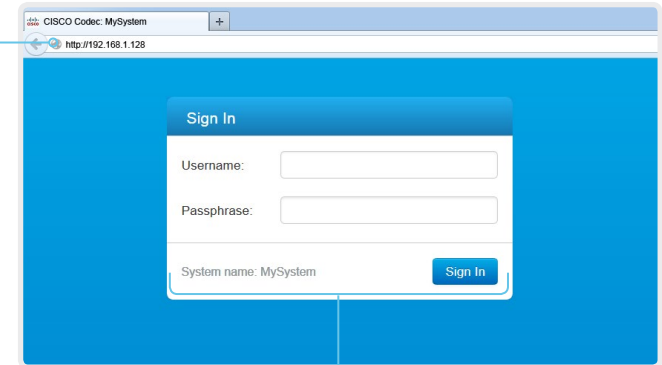 CISCO Codec: MySystem
+
http://192.168.1.128
Sign In
Username:
Passphrase:
System name: MySystem
Sign In